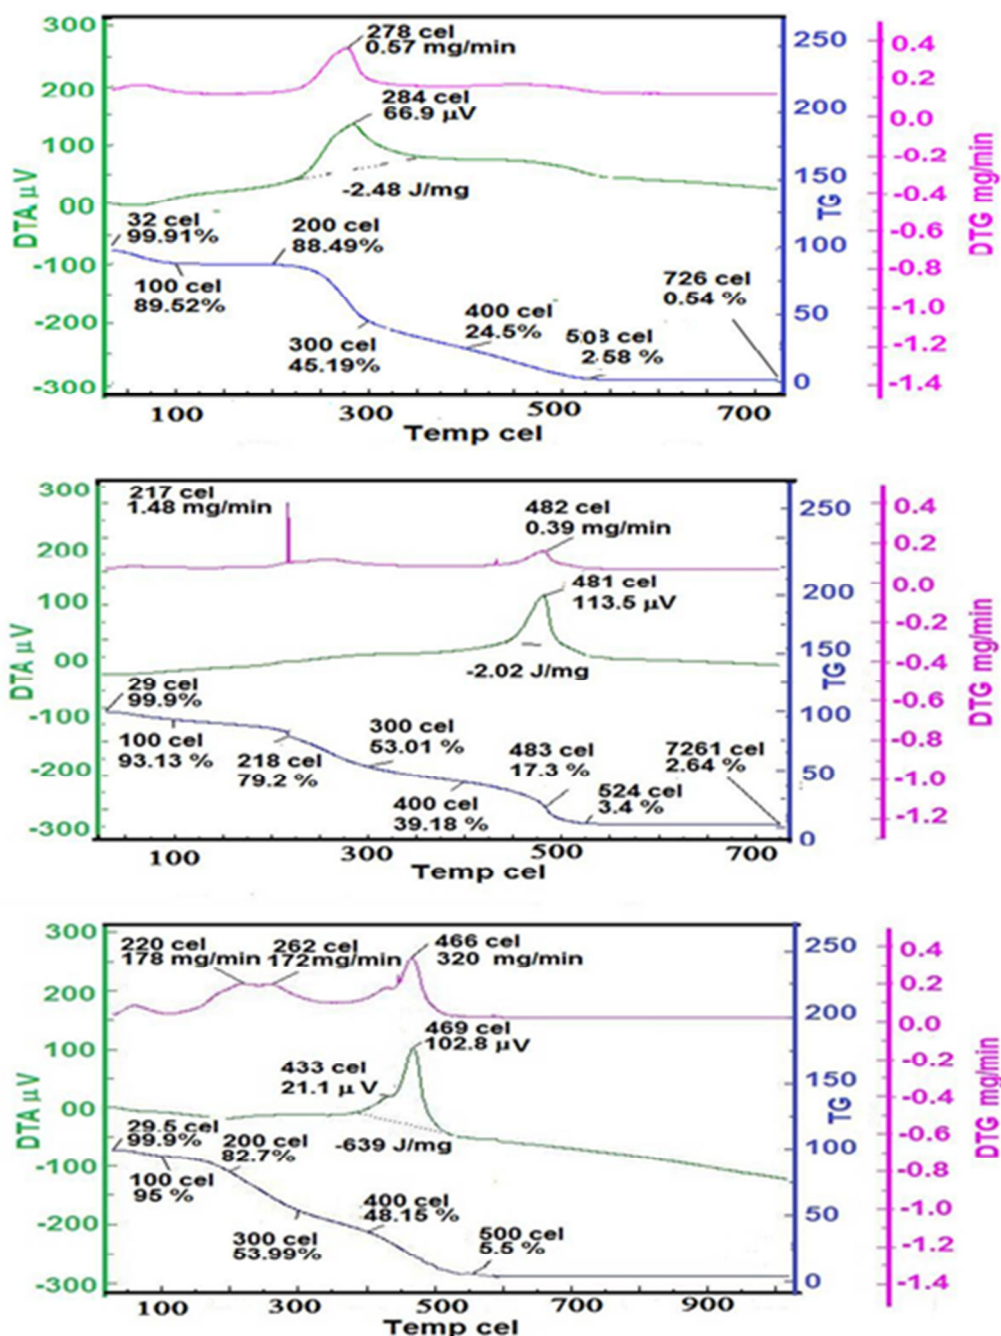 300
200
100
00
-100
-200
-300
DTA µV
278 cel
0.57 mg/min
284 cel
66.9 µV
-2.48 J/mg
32 cel
99.91%
200 cel
88.49%
100 cel
89.52%
300 cel
45.19%
400 cel
24.5%
508 cel
2.58 %
726 cel
0.54 %
250
200
150
100
50
0
TG
0.4
0.2
0.0
-0.2
-0.4
-0.6
-0.8
-1.0
-1.2
-1.4
DTG mg/min
100 300 500 700
Temp cel
300
200
100
00
-100
-200
-300
DTA µV
217 cel
1.48 mg/min
482 cel
0.39 mg/min
481 cel
113.5 µV
-2.02 J/mg
29 cel
99.9%
100 cel
93.13 %
218 cel
79.2 %
300 cel
53.01 %
400 cel
39.18 %
483 cel
17.3 %
524 cel
3.4 %
7261 cel
2.64 %
250
200
150
100
50
0
TG
0.4
0.2
0.0
-0.2
-0.4
-0.6
-0.8
-1.0
-1.2
DTG mg/min
100 300 500 700
Temp cel
300
200
100
00
-100
-200
-300
DTA µV
220 cel
178 mg/min
262 cel
172mg/min
466 cel
320 mg/min
469 cel
102.8 µV
433 cel
21.1 µ V
-639 J/mg
29.5 cel
99.9%
200 cel
82.7%
100 cel
95 %
300 cel
53.99%
400 cel
48.15 %
500 cel
5.5 %
250
200
150
100
50
0
TG
0.4
0.2
0.0
-0.2
-0.4
-0.6
-0.8
-1.0
-1.2
-1.4
DTG mg/min
100 300 500 700 900
Temp cel